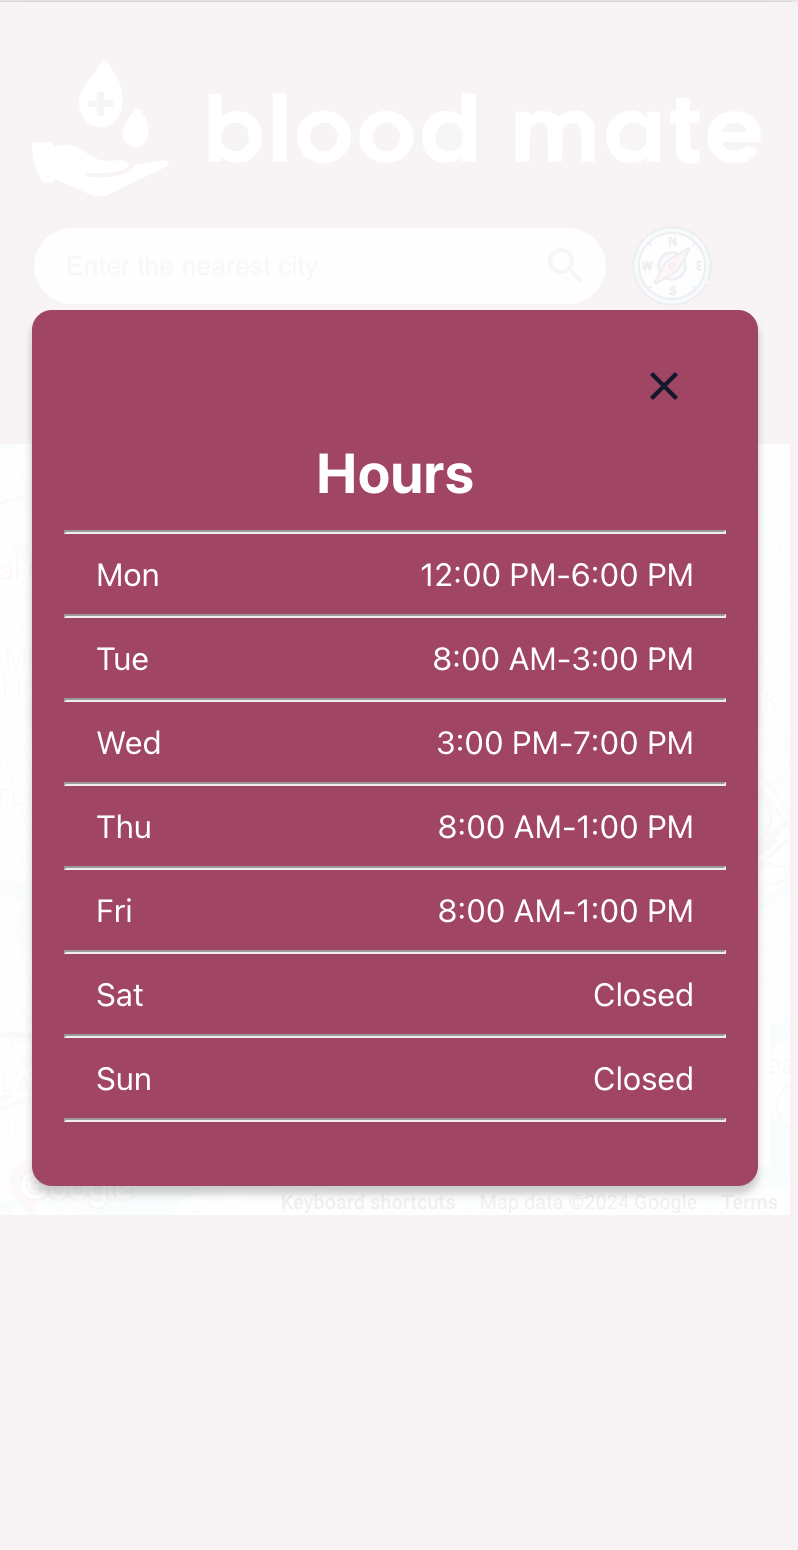 blood mate
Enter the nearest city
N
W E
S
Hours
Mon 12:00 PM-6:00 PM
Tue 8:00 AM-3:00 PM
Wed 3:00 PM-7:00 PM
Thu 8:00 AM-1:00 PM
Fri 8:00 AM-1:00 PM
Sat Closed
Sun Closed
Google
Keyboard shortcuts Map data ©2024 Google Terms